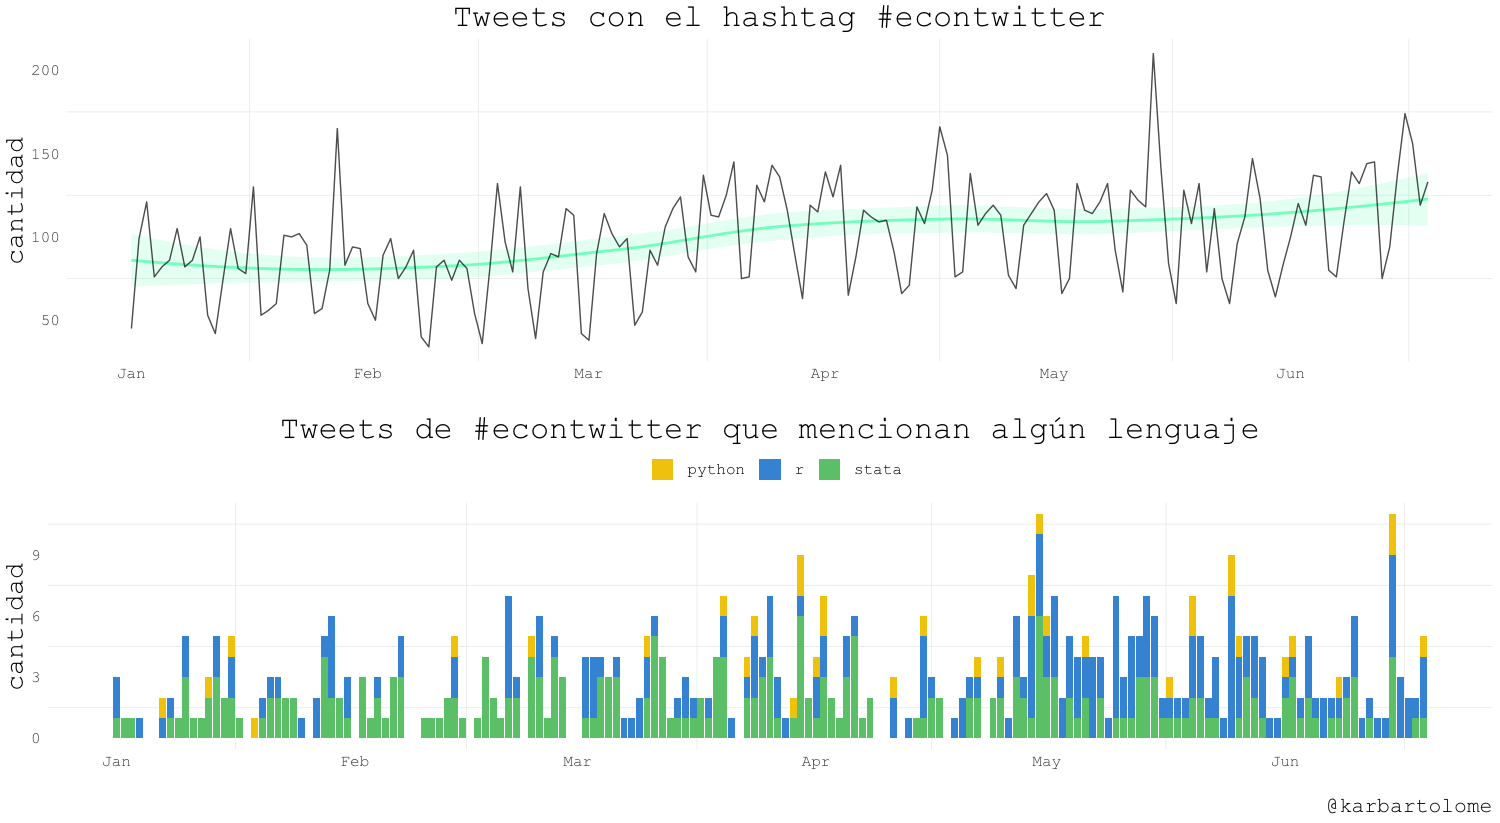 Tweets con el hashtag #econtwitter
cantidad
200
150
100
50
Jan Feb Mar Apr May Jun
Tweets de #econtwitter que mencionan algún lenguaje
python r stata
cantidad
9
6
3
0
Jan Feb Mar Apr May Jun
@karbartolome